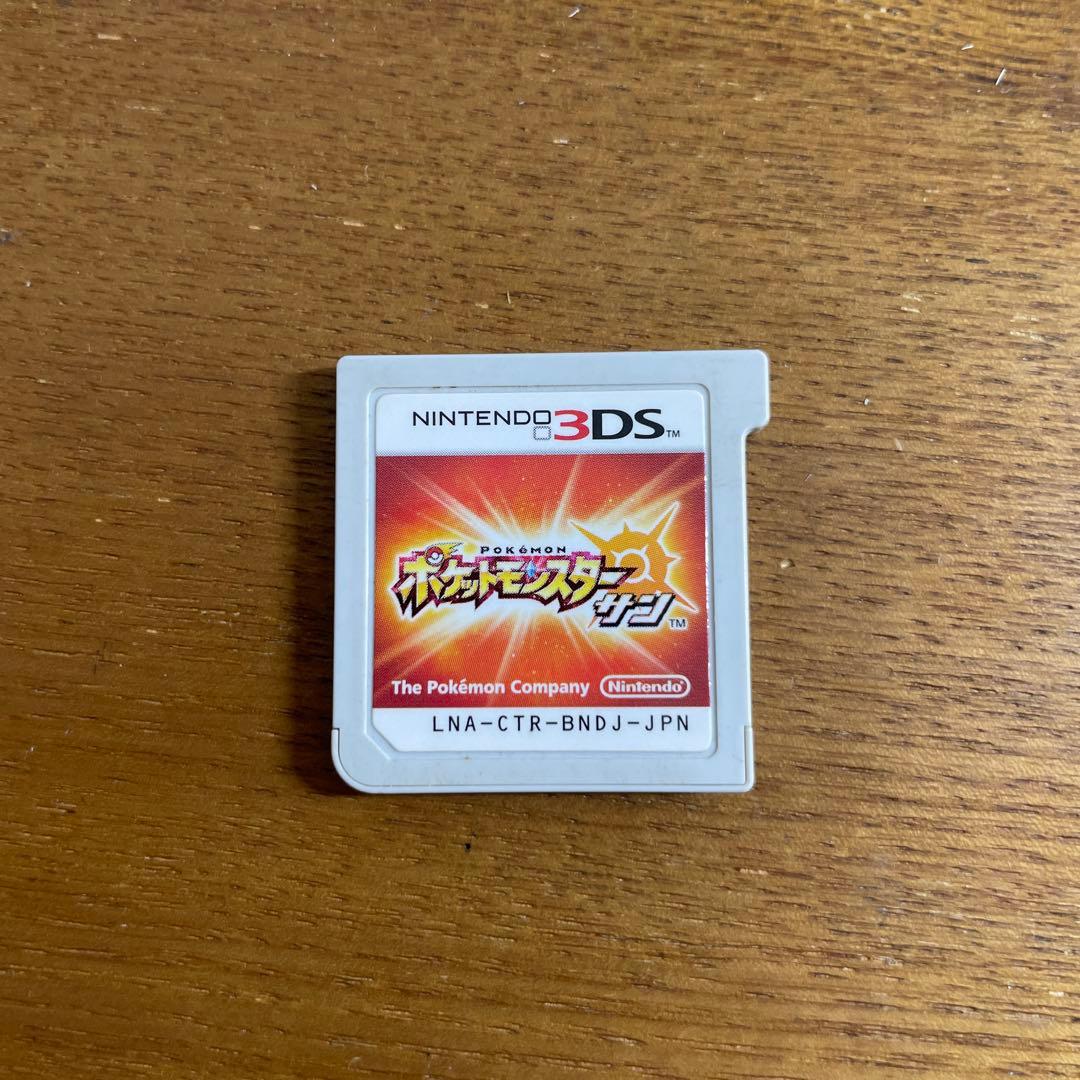 NINTENDO 3DS™
POKéMON
ポケットモンスター
サン™
The Pokémon Company Nintendo
LNA-CTR-BNDJ-JPN